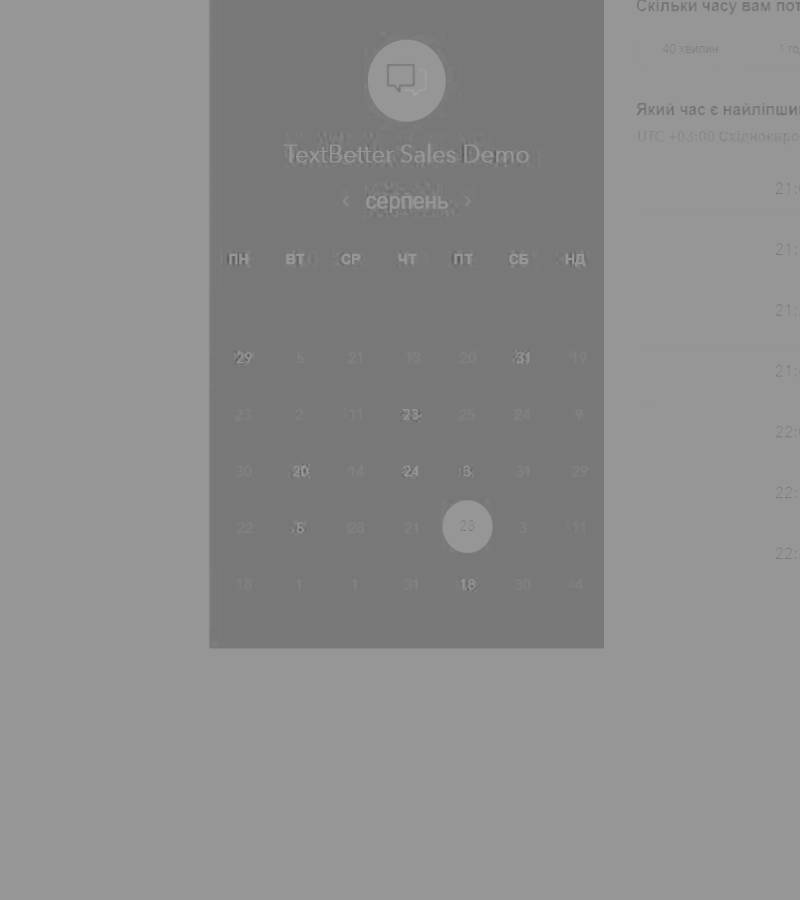 TextBetter Sales Demo
‹ серпень ›
ПН ВТ СР ЧТ ПТ СБ НД
29 5 21 13 20 31 19
23 2 11 23 25 24 9
30 20 14 24 3 31 29
22 5 28 21 28 3 11
18 1 1 31 18 30 4
Скільки часу вам пот
40 хвилин 1 го
Який час є найліпши
UTC +03:00 Східноєвро
21:
21:
21:
21:
22:
22:
22: